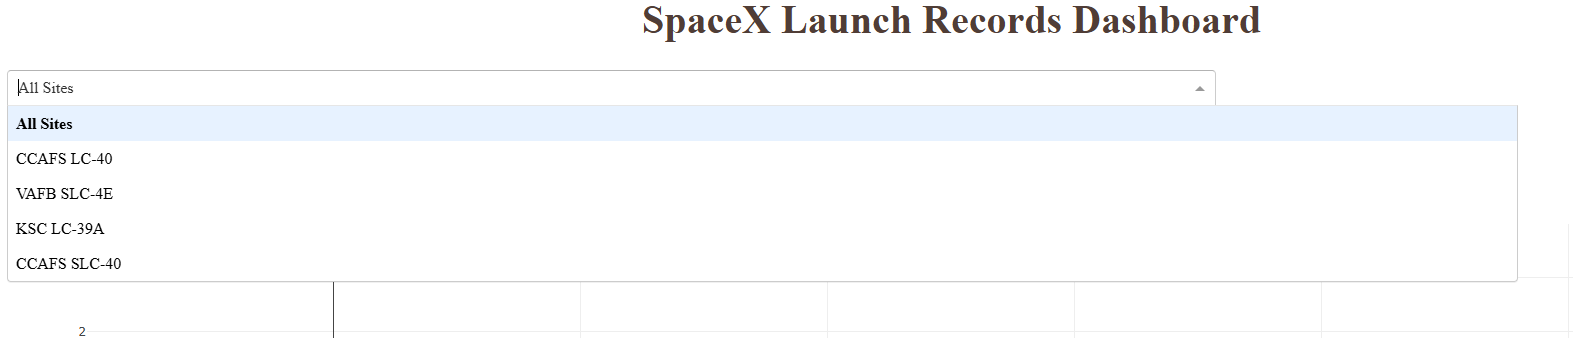 SpaceX Launch Records Dashboard
All Sites
All Sites
CCAFS LC-40
VAFB SLC-4E
KSC LC-39A
CCAFS SLC-40
2